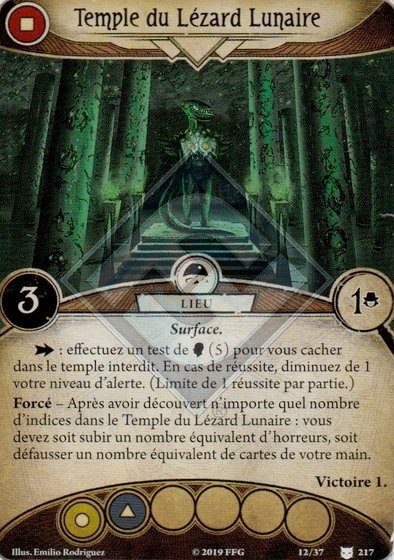 Temple du Lézard Lunaire
3
LIEU
1
Surface.
: effectuez un test de (5) pour vous cacher
dans le temple interdit. En cas de réussite, diminuez de 1
votre niveau d'alerte. (Limite de 1 réussite par partie.)
Forcé – Après avoir découvert n'importe quel nombre
d'indices dans le Temple du Lézard Lunaire : vous
devez soit subir un nombre équivalent d'horreurs, soit
défausser un nombre équivalent de cartes de votre main.
Victoire 1.
Illus. Emilio Rodriguez
© 2019 FFG
12/37
217